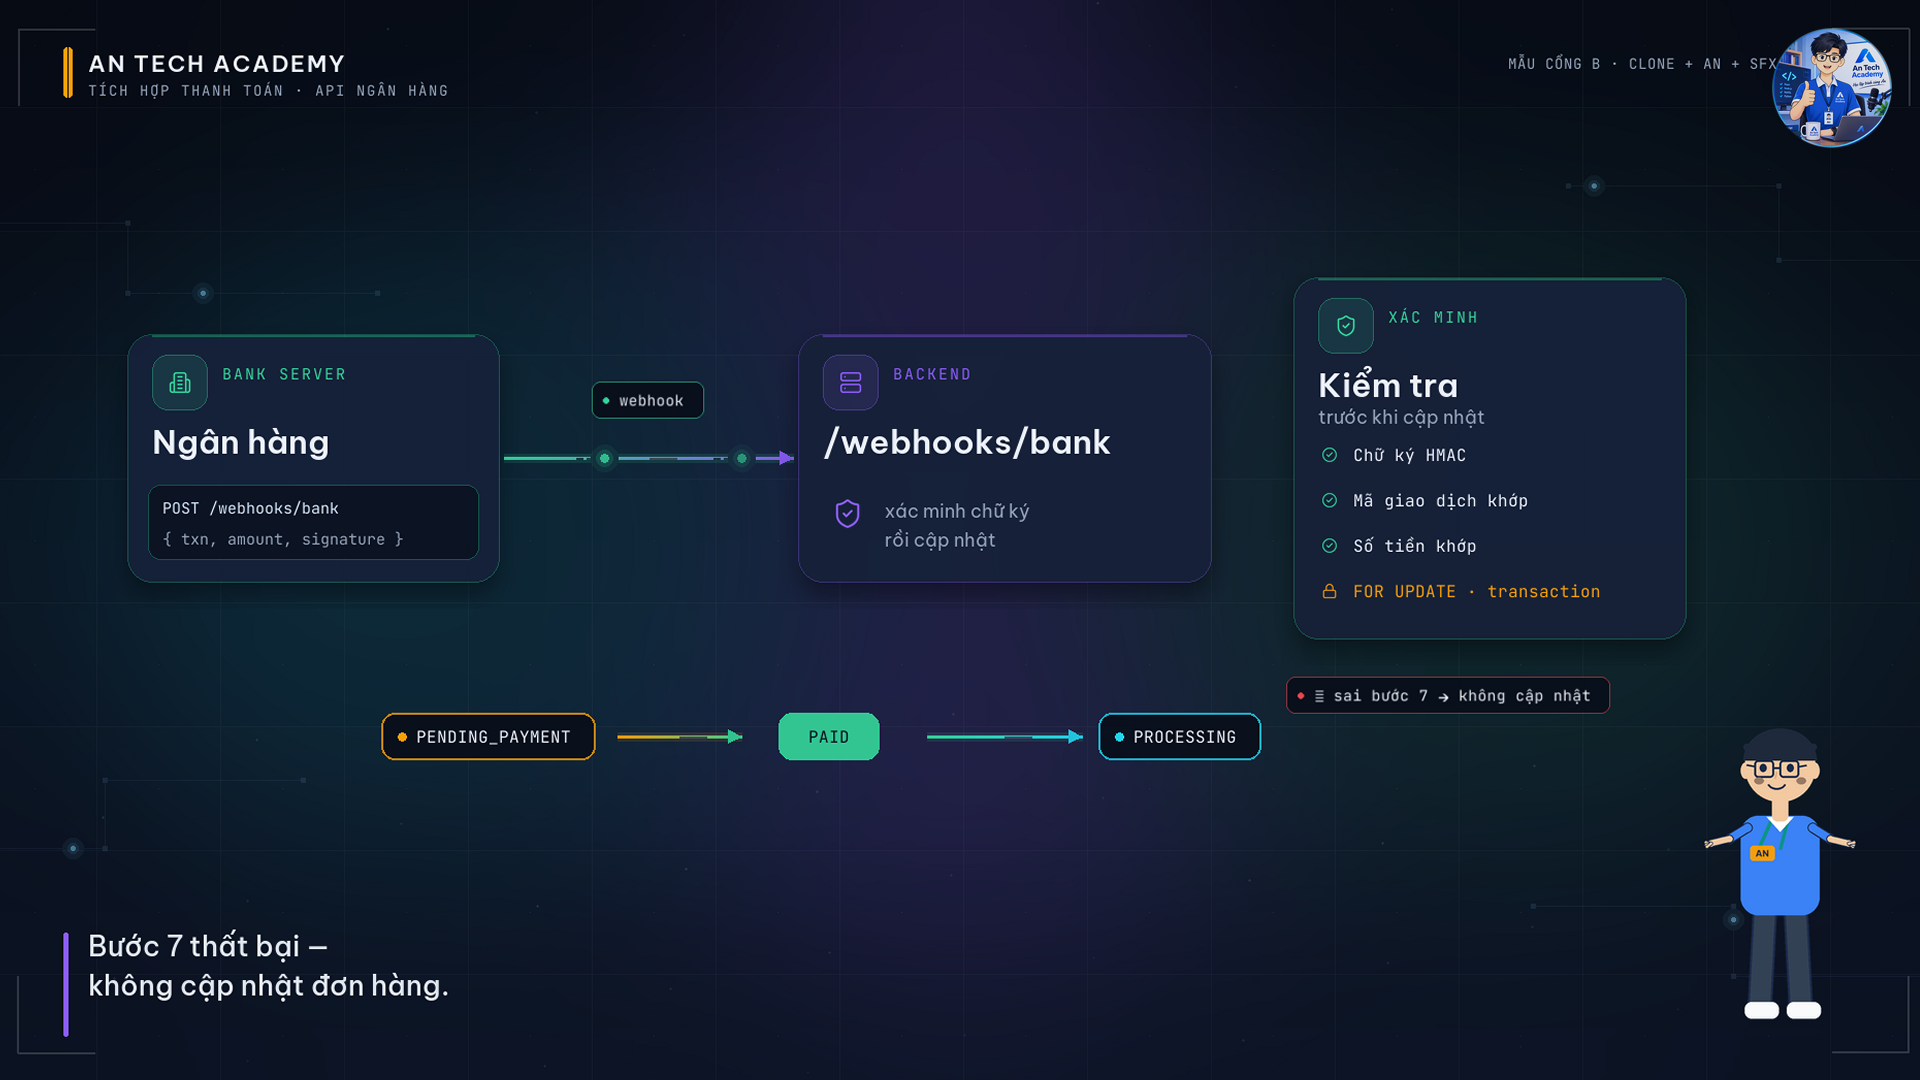 AN TECH ACADEMY
TÍCH HỢP THANH TOÁN · API NGÂN HÀNG
MẪU CỔNG B · CLONE + AN + SFX
An Tech
Academy
BANK SERVER
Ngân hàng
POST /webhooks/bank
{ txn, amount, signature }
webhook
BACKEND
/webhooks/bank
xác minh chữ ký
rồi cập nhật
XÁC MINH
Kiểm tra
trước khi cập nhật
Chữ ký HMAC
Mã giao dịch khớp
Số tiền khớp
FOR UPDATE · transaction
sai bước 7 → không cập nhật
PENDING_PAYMENT
PAID
PROCESSING
AN
Bước 7 thất bại —
không cập nhật đơn hàng.